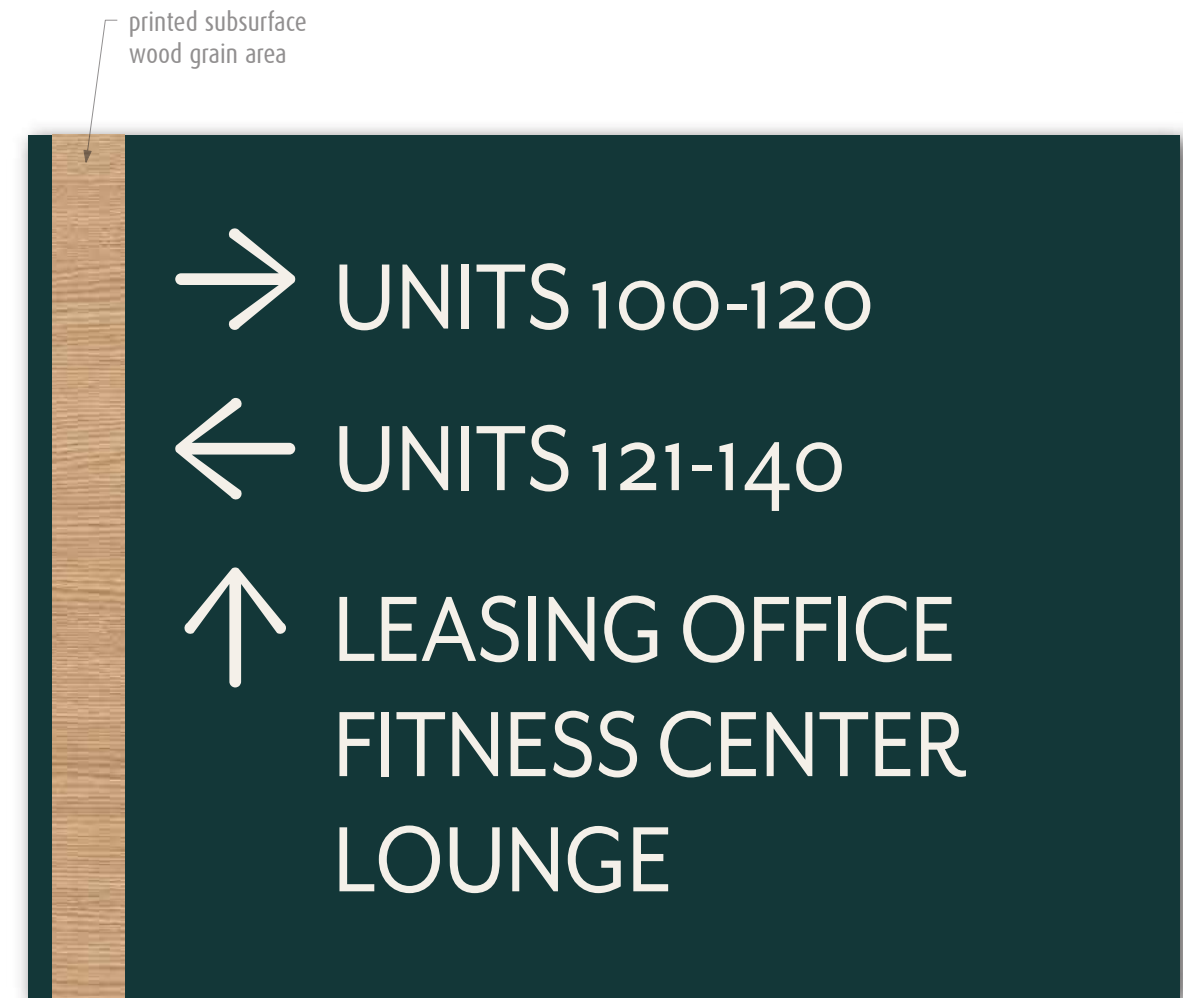 printed subsurface
wood grain area
UNITS 100-120
UNITS 121-140
LEASING OFFICE
FITNESS CENTER
LOUNGE